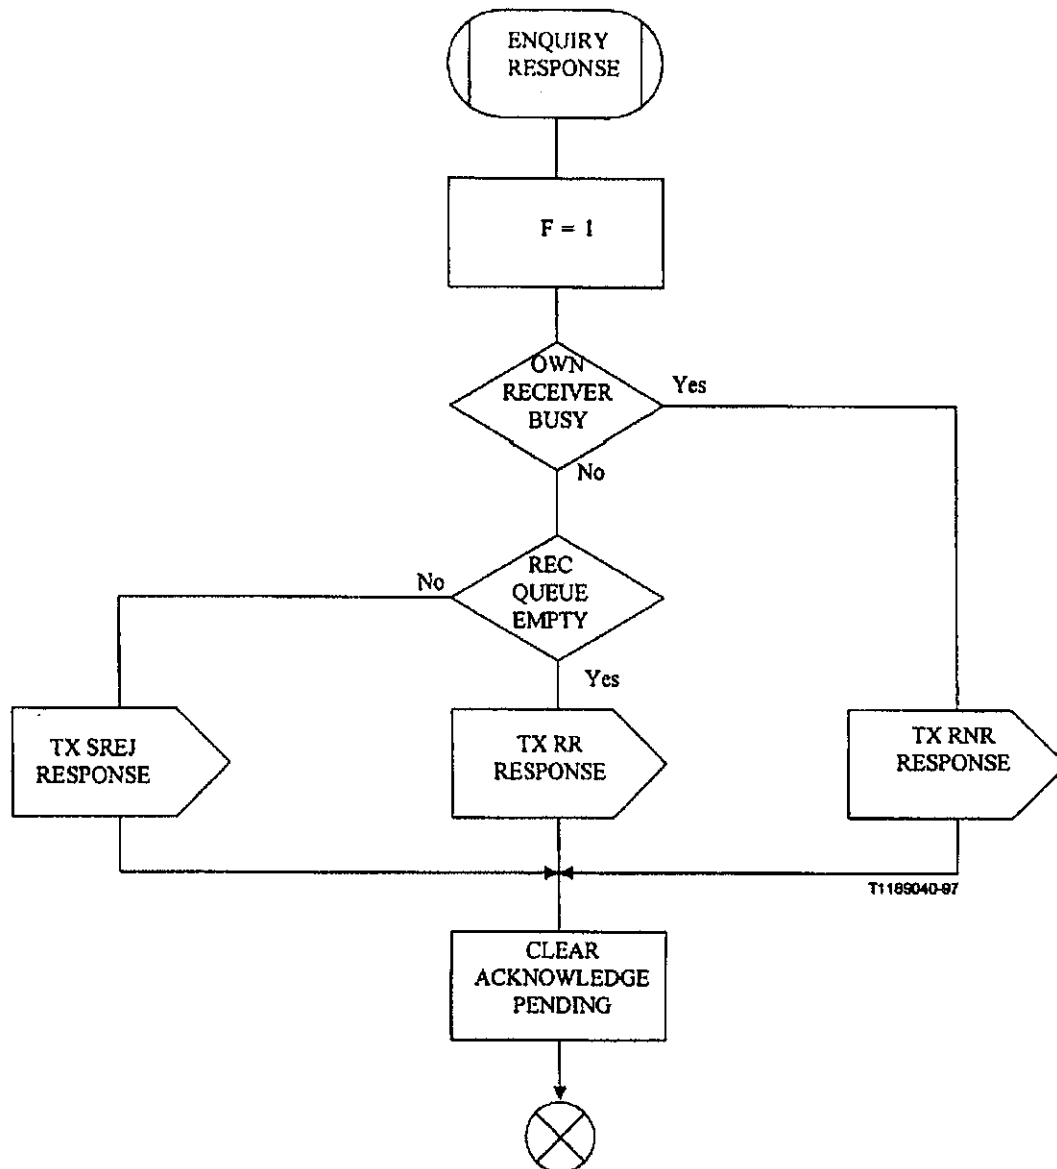 ENQUIRY
RESPONSE
F = 1
OWN
RECEIVER
BUSY
Yes
No
REC
QUEUE
EMPTY
No
Yes
TX SREJ
RESPONSE
TX RR
RESPONSE
TX RNR
RESPONSE
T1189040-97
CLEAR
ACKNOWLEDGE
PENDING